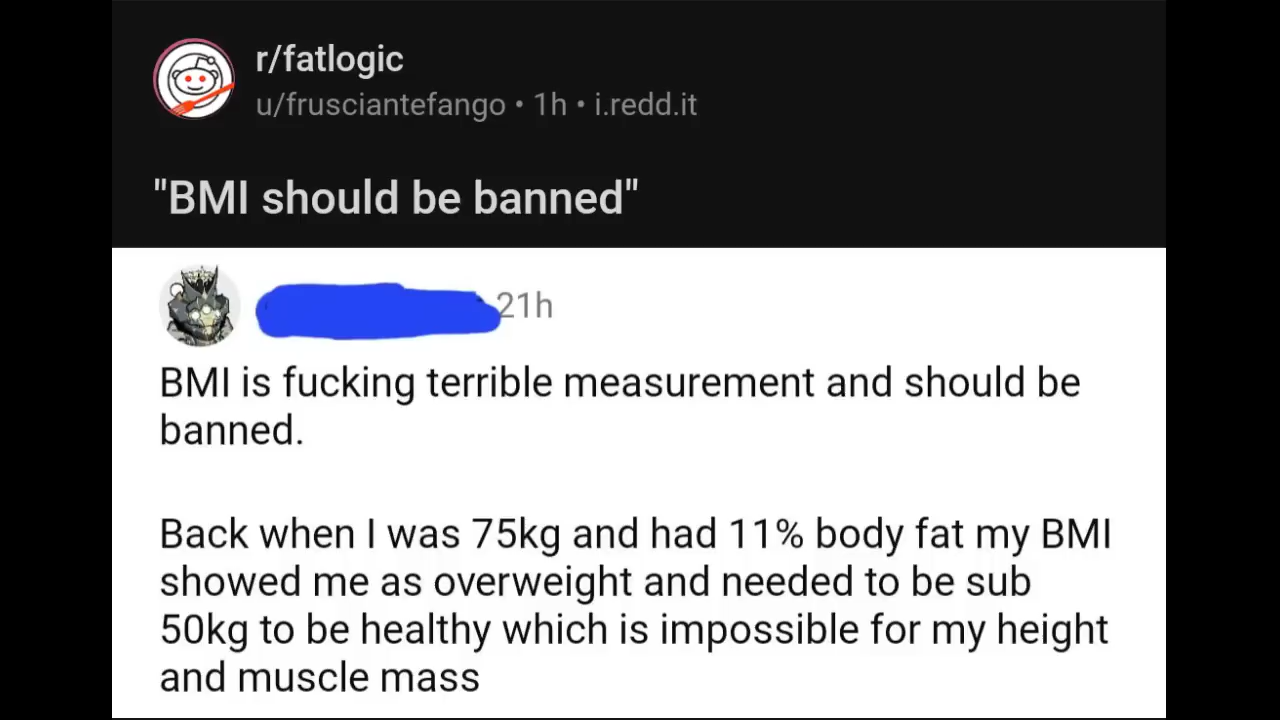 r/fatlogic
u/frusciantefango • 1h • i.redd.it
"BMI should be banned"
21h
BMI is fucking terrible measurement and should be
banned.
Back when I was 75kg and had 11% body fat my BMI
showed me as overweight and needed to be sub
50kg to be healthy which is impossible for my height
and muscle mass